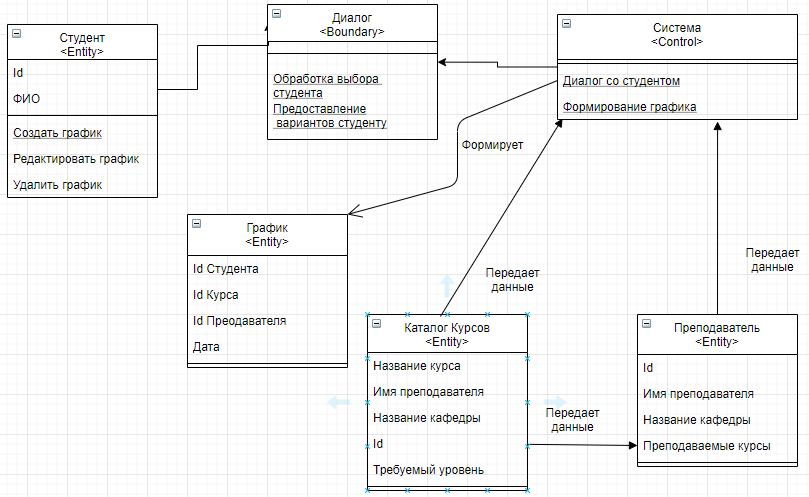 Студент
<Entity>
Id
ФИО
Создать график
Редактировать график
Удалить график
Диалог
<Boundary>
Обработка выбора
студента
Предоставление
вариантов студенту
Система
<Control>
Диалог со студентом
Формирование графика
Формирует
График
<Entity>
Id Студента
Id Курса
Id Преодавателя
Дата
Передает
данные
Передает
данные
Каталог Курсов
<Entity>
Название курса
Имя преподавателя
Название кафедры
Id
Требуемый уровень
Передает
данные
Преподаватель
<Entity>
Id
Имя преподавателя
Название кафедры
Преподаваемые курсы